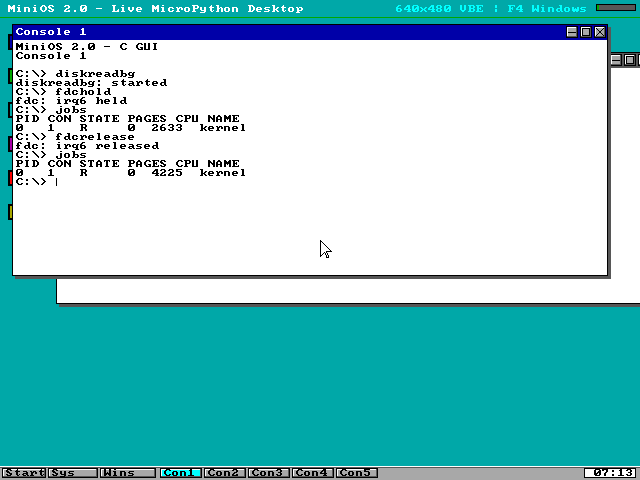 MiniOS 2.0 - Live MicroPython Desktop 640x480 VBE | F4 Windows
Console 1
MiniOS 2.0 - C GUI
Console 1
C:\> diskreadbg
diskreadbg: started
C:\> fdchold
fdc: irq6 held
C:\> jobs
PID CON STATE PAGES CPU NAME
0 1 R 0 2633 kernel
C:\> fdcrelease
fdc: irq6 released
C:\> jobs
PID CON STATE PAGES CPU NAME
0 1 R 0 4225 kernel
C:\>
Start Sys Wins Con1 Con2 Con3 Con4 Con5 07:13